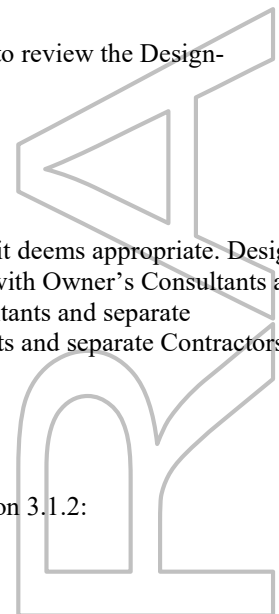 to review the Design-
it deems appropriate. Desig
with Owner’s Consultants a
tants and separate
ts and separate Contractors
on 3.1.2:
RA